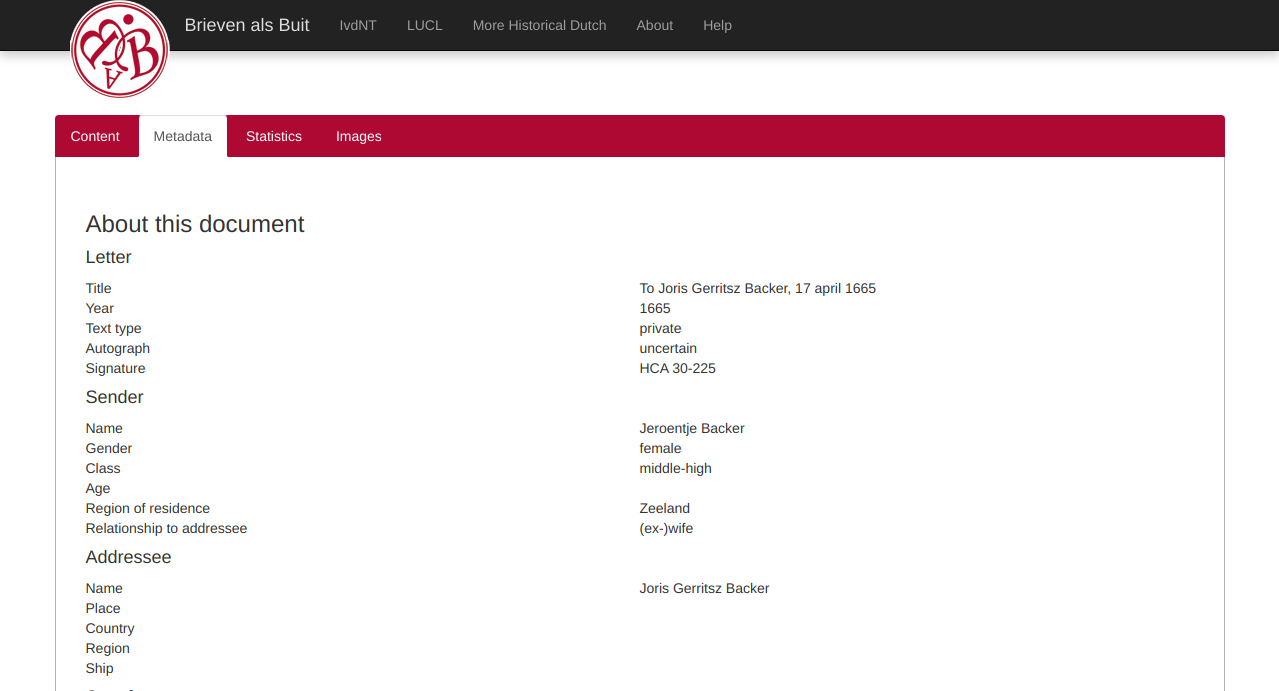 Brieven als Buit IvdNT LUCL More Historical Dutch About Help
Content Metadata Statistics Images
About this document
Letter
Title To Joris Gerritsz Backer, 17 april 1665
Year 1665
Text type private
Autograph uncertain
Signature HCA 30-225
Sender
Name Jeroentje Backer
Gender female
Class middle-high
Age
Region of residence Zeeland
Relationship to addressee (ex-)wife
Addressee
Name Joris Gerritsz Backer
Place
Country
Region
Ship